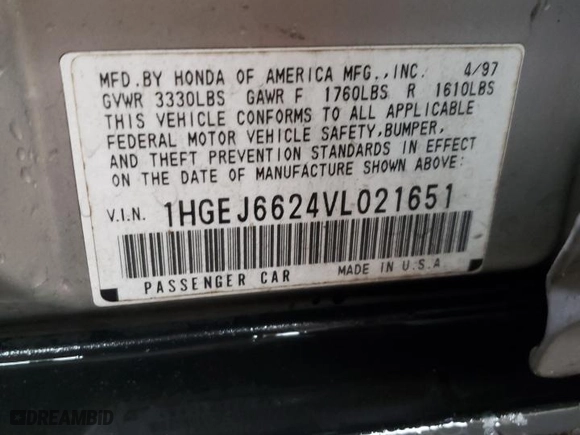 MFD. BY HONDA OF AMERICA MFG., INC. 4/97
GVWR 3330LBS GAWR F 1760LBS R 1610LBS
THIS VEHICLE CONFORMS TO ALL APPLICABLE
FEDERAL MOTOR VEHICLE SAFETY, BUMPER,
AND THEFT PREVENTION STANDARDS IN EFFECT
ON THE DATE OF MANUFACTURE SHOWN ABOVE:
V.I.N. 1HGEJ6624VL021651
PASSENGER CAR MADE IN U.S.A
DREAMBID